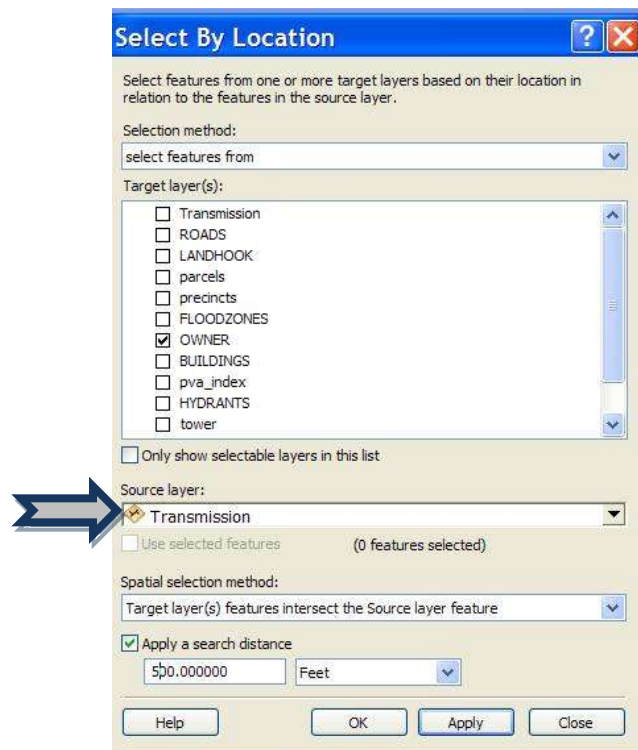 Select By Location
Select features from one or more target layers based on their location in
relation to the features in the source layer.
Selection method:
select features from
Target layer(s):
Transmission
ROADS
LANDHOOK
parcels
precincts
FLOODZONES
OWNER
BUILDINGS
pva_index
HYDRANTS
tower
Only show selectable layers in this list
Source layer:
Transmission
Use selected features (0 features selected)
Spatial selection method:
Target layer(s) features intersect the Source layer feature
Apply a search distance
500.000000 Feet
Help OK Apply Close